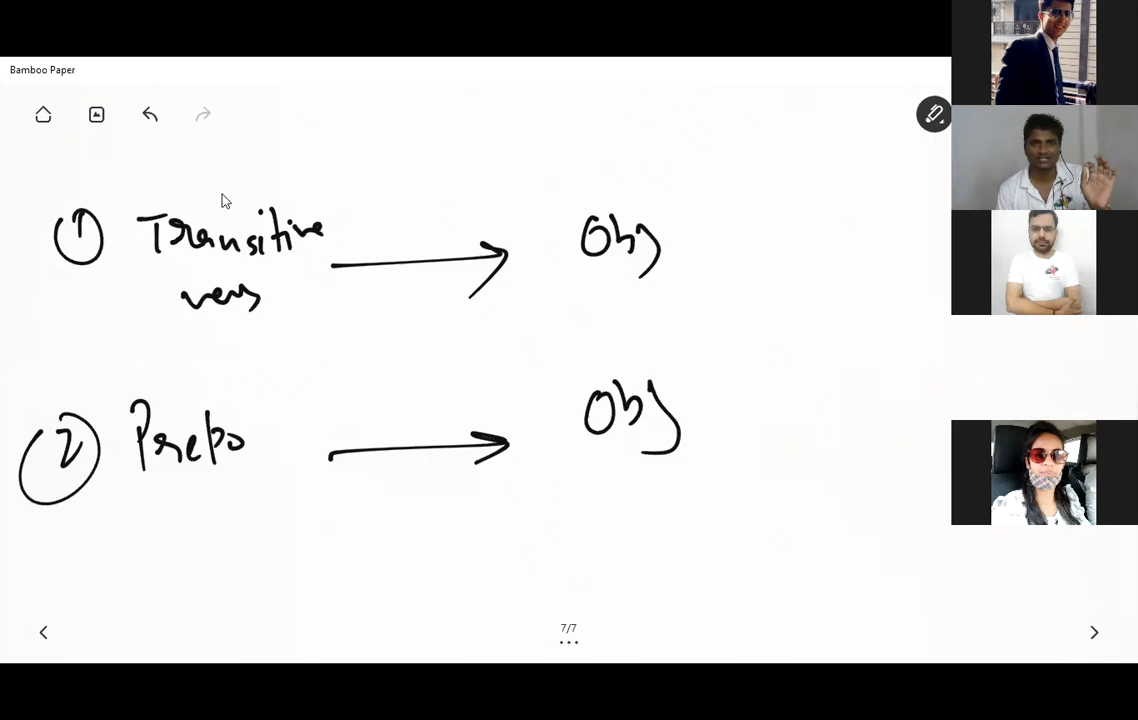 Bamboo Paper
① Transitive → Obj
verb
② Prepo → Obj
7/7